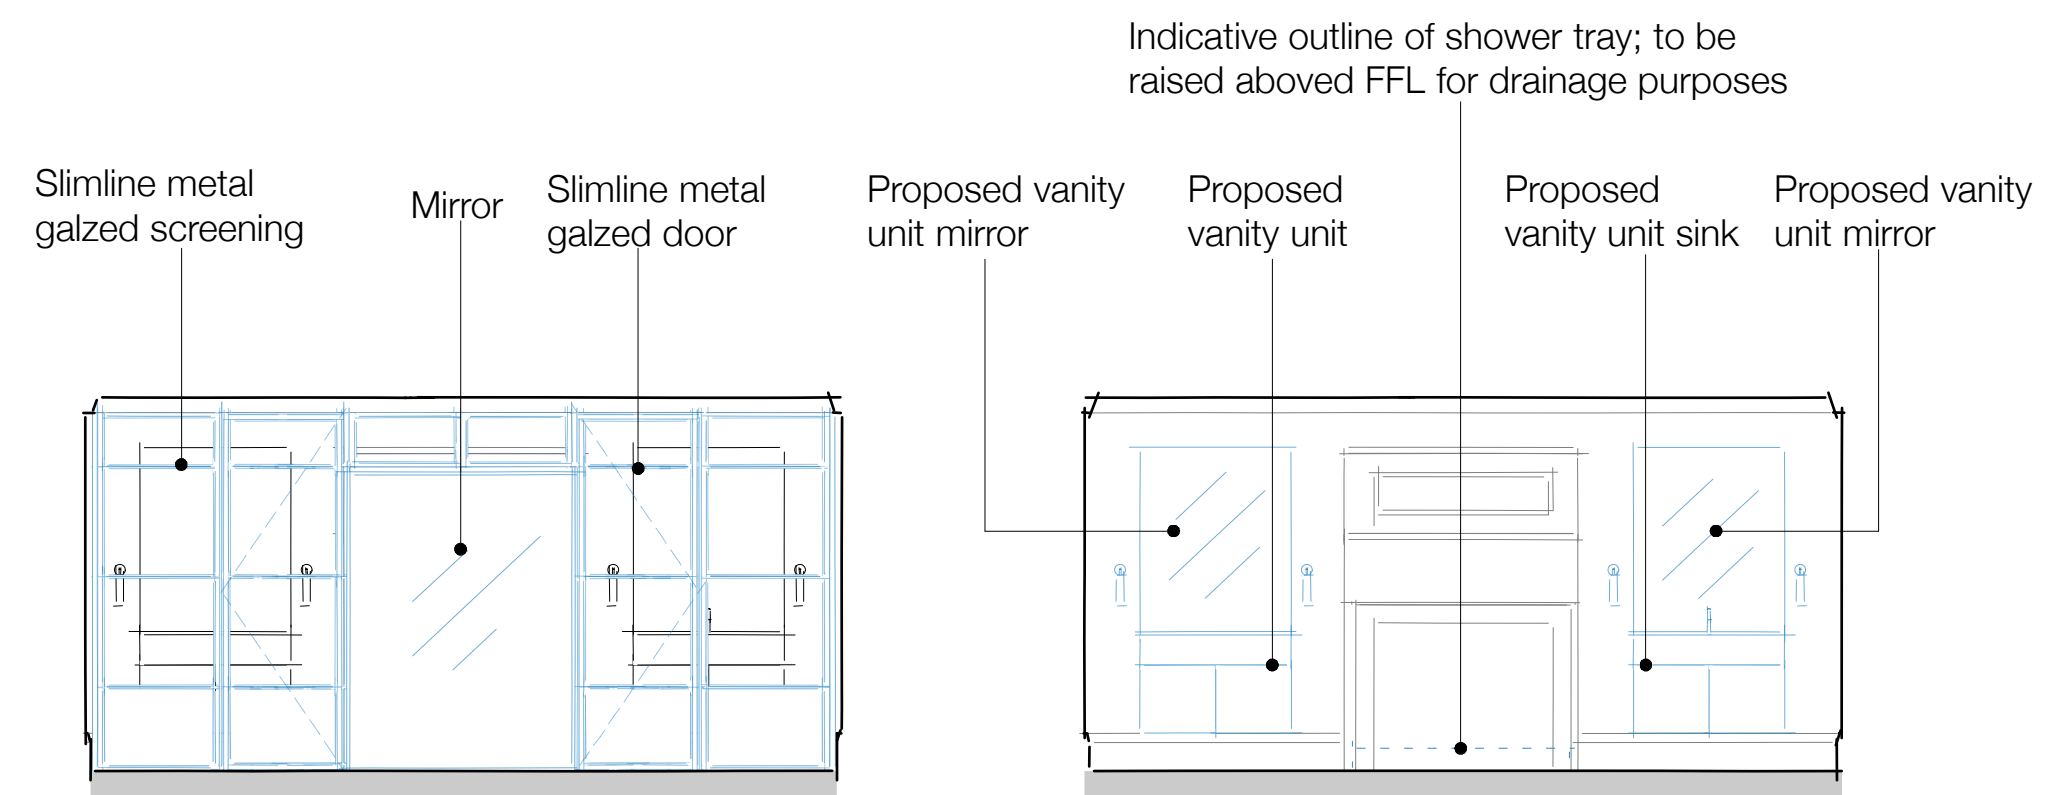 Indicative outline of shower tray; to be
raised aboved FFL for drainage purposes
Slimline metal
galzed screening
Mirror
Slimline metal
galzed door
Proposed vanity
unit mirror
Proposed
vanity unit
Proposed
vanity unit sink
Proposed vanity
unit mirror